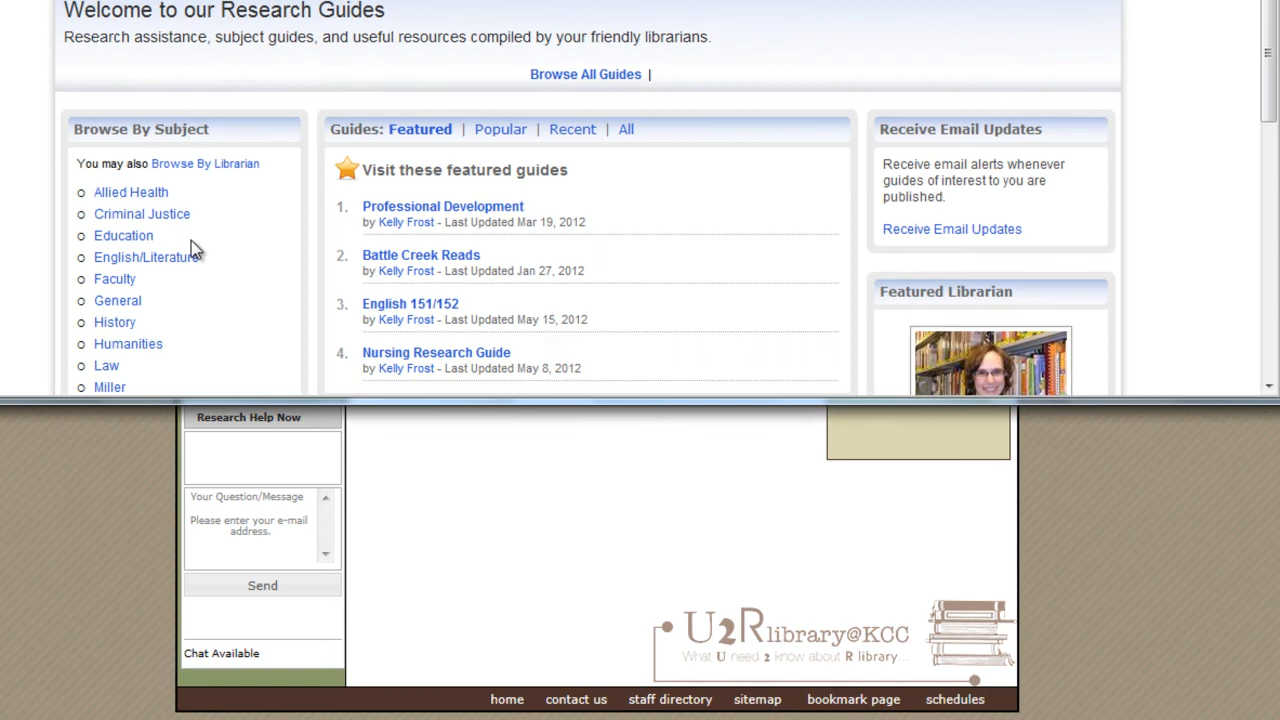 Welcome to our Research Guides
Research assistance, subject guides, and useful resources compiled by your friendly librarians.
Browse All Guides |
Browse By Subject
You may also Browse By Librarian
o Allied Health
o Criminal Justice
o Education
o English/Literature
o Faculty
o General
o History
o Humanities
o Law
o Miller
Guides: Featured | Popular | Recent | All
Visit these featured guides
1. Professional Development
by Kelly Frost - Last Updated Mar 19, 2012
2. Battle Creek Reads
by Kelly Frost - Last Updated Jan 27, 2012
3. English 151/152
by Kelly Frost - Last Updated May 15, 2012
4. Nursing Research Guide
by Kelly Frost - Last Updated May 8, 2012
Receive Email Updates
Receive email alerts whenever
guides of interest to you are
published.
Receive Email Updates
Featured Librarian
Research Help Now
Your Question/Message
Please enter your e-mail
address.
Send
Chat Available
U2Rlibrary@KCC
What U need 2 know about R library...
home contact us staff directory sitemap bookmark page schedules